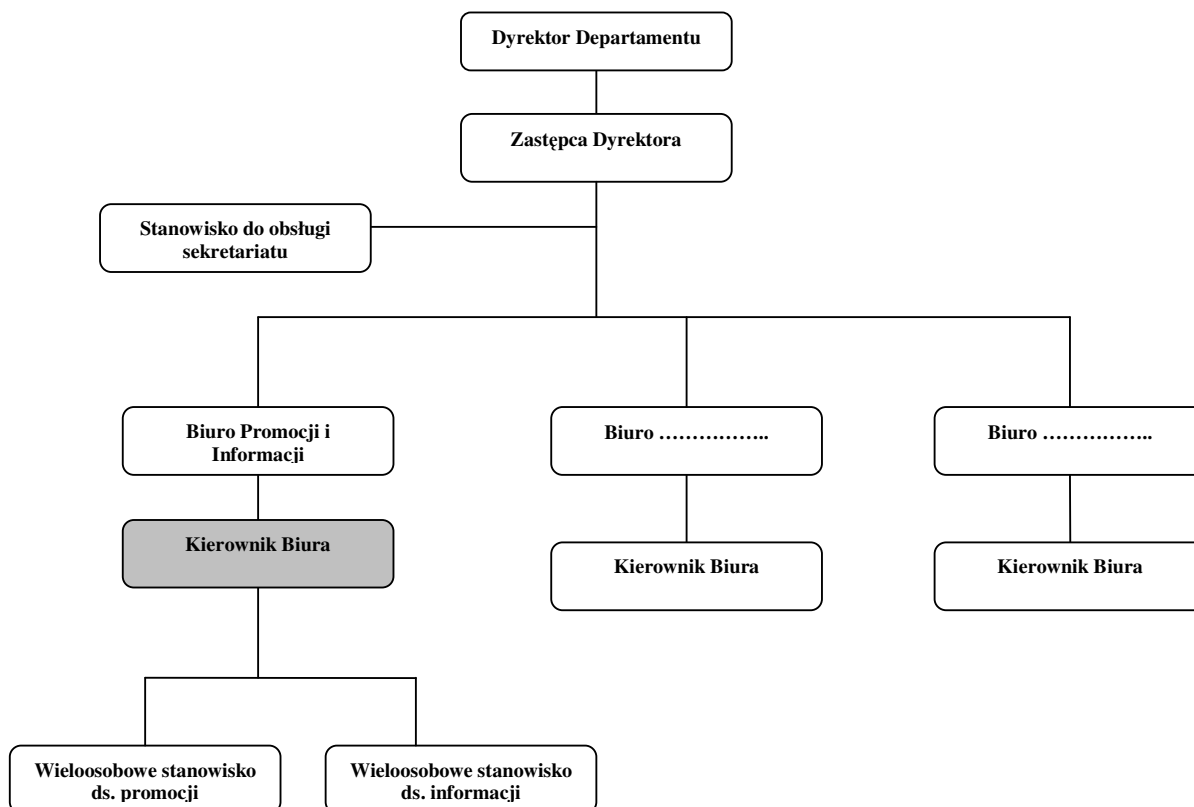 Dyrektor Departamentu
Zastępca Dyrektora
Stanowisko do obsługi
sekretariatu
Biuro Promocji i
Informacji
Biuro ……………..
Biuro ……………..
Kierownik Biura
Kierownik Biura
Kierownik Biura
Wieloosobowe stanowisko
ds. promocji
Wieloosobowe stanowisko
ds. informacji